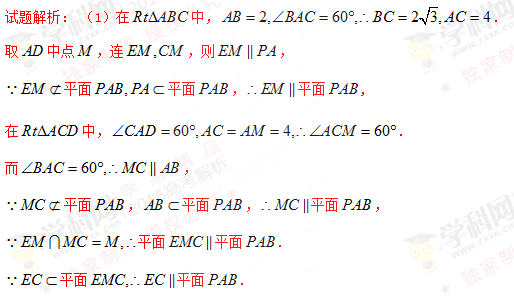 试题解析：（1）在RtΔABC中，AB=2,∠BAC=60°,∴BC=2√3,AC=4.
取AD中点M，连EM,CM，则EM∥PA，
∵EM⊄平面PAB,PA⊂平面PAB，∴EM∥平面PAB，
在RtΔACD中，∠CAD=60°,AC=AM=4,∴∠ACM=60°.
而∠BAC=60°,∴MC∥AB，
∵MC⊄平面PAB，AB⊂平面PAB，∴MC∥平面PAB，
∵EM⋂MC=M,∴平面EMC∥平面PAB.
∵EC⊂平面EMC,∴EC∥平面PAB.